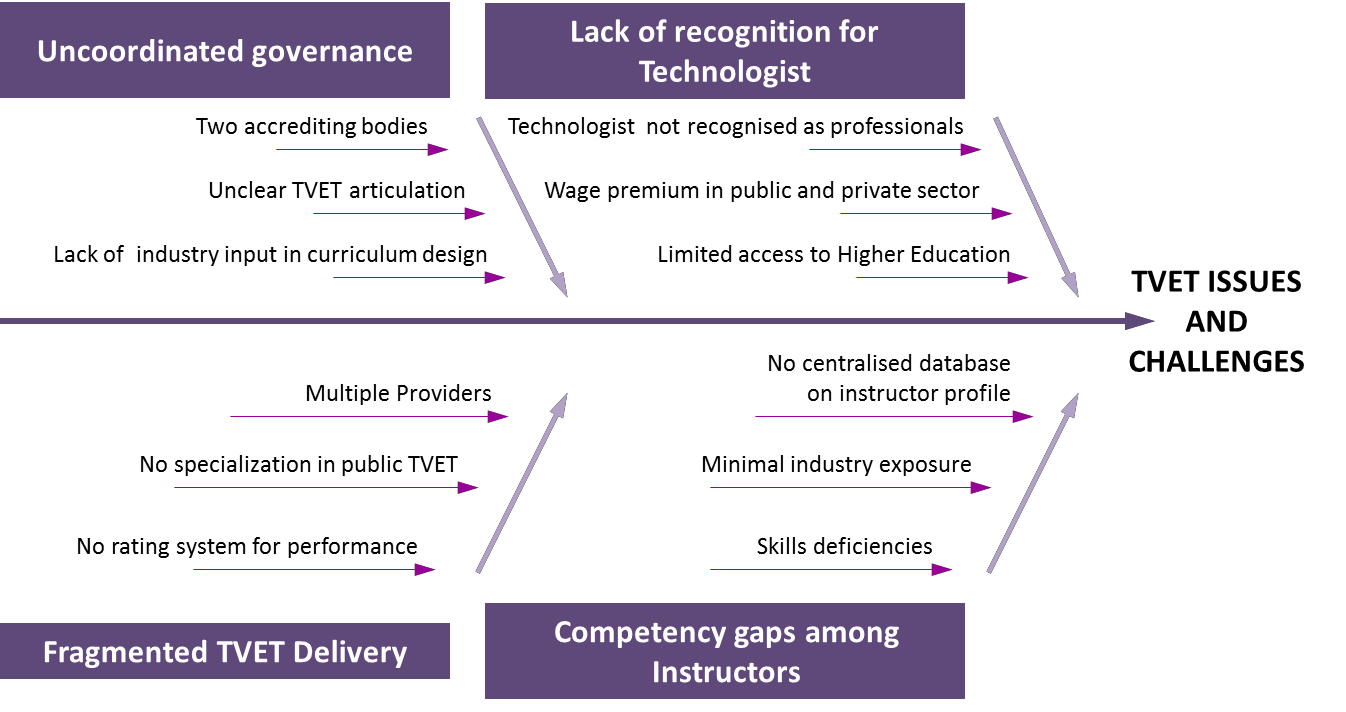 Uncoordinated governance
Two accrediting bodies
Unclear TVET articulation
Lack of  industry input in curriculum design
Lack of recognition for
Technologist
Technologist  not recognised as professionals
Wage premium in public and private sector
Limited access to Higher Education
TVET ISSUES
AND
CHALLENGES
Multiple Providers
No specialization in public TVET
No rating system for performance
Fragmented TVET Delivery
No centralised database
on instructor profile
Minimal industry exposure
Skills deficiencies
Competency gaps among
Instructors